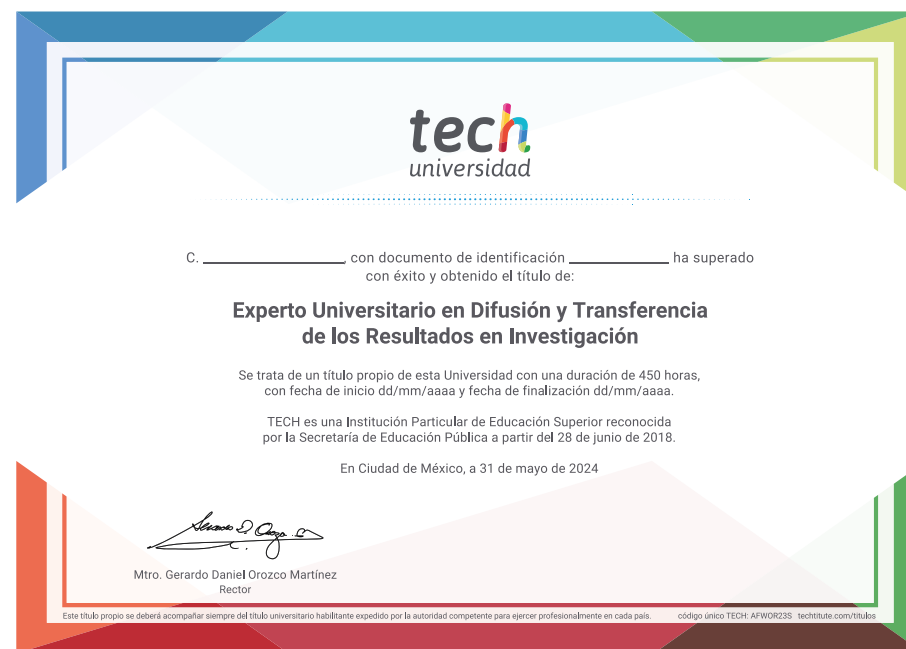 tech
universidad
C. ____________, con documento de identificación ____________ ha superado
con éxito y obtenido el título de:
Experto Universitario en Difusión y Transferencia
de los Resultados en Investigación
Se trata de un título propio de esta Universidad con una duración de 450 horas,
con fecha de inicio dd/mm/aaaa y fecha de finalización dd/mm/aaaa.
TECH es una Institución Particular de Educación Superior reconocida
por la Secretaría de Educación Pública a partir del 28 de junio de 2018.
En Ciudad de México, a 31 de mayo de 2024
Mtro. Gerardo Daniel Orozco Martínez
Rector
Este título propio se deberá acompañar siempre del título universitario habilitante expedido por la autoridad competente para ejercer profesionalmente en cada país. código único TECH: AFWOR23S techtitute.com/titulos